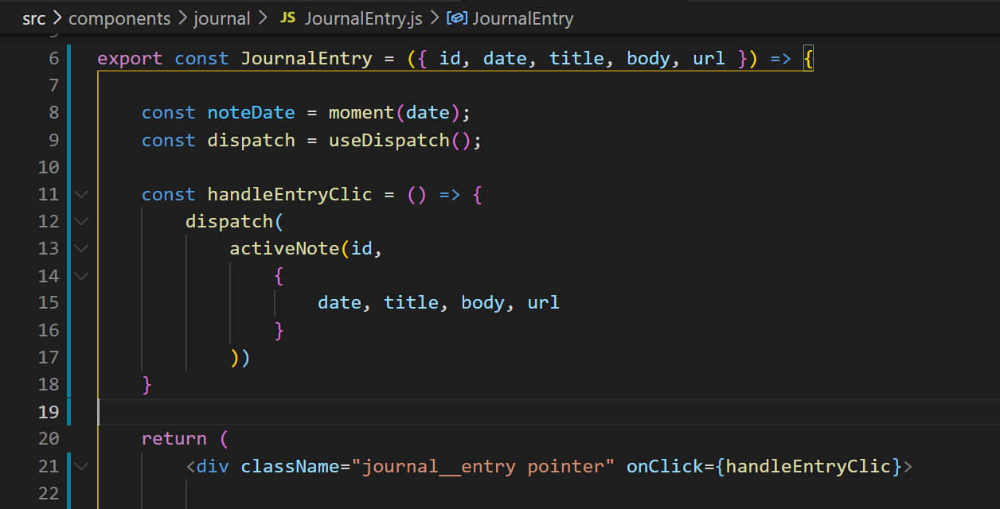 src > components > journal > JS JournalEntry.js > JournalEntry
6 export const JournalEntry = ({ id, date, title, body, url }) => {
7
8 const noteDate = moment(date);
9 const dispatch = useDispatch();
10
11 const handleEntryClic = () => {
12 dispatch(
13 activeNote(id,
14 {
15 date, title, body, url
16 }
17 ))
18 }
19
20 return (
21 <div className="journal__entry pointer" onClick={handleEntryClic}>
22